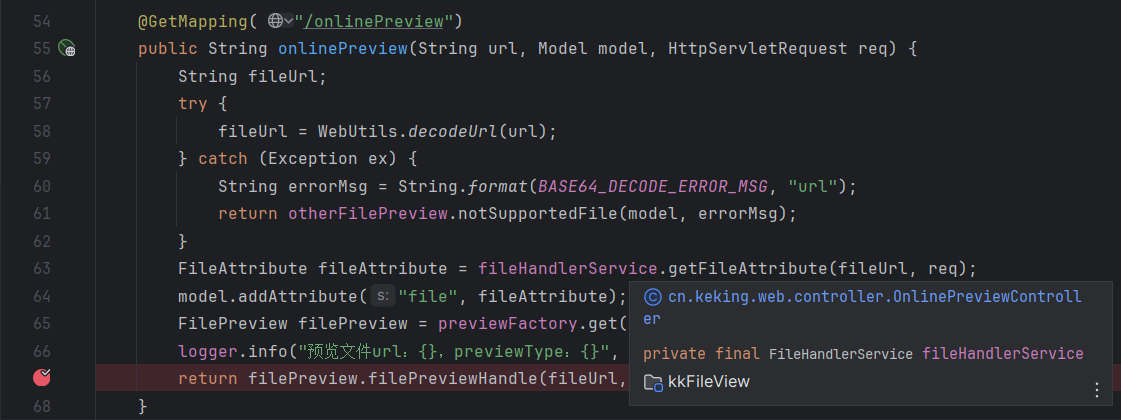 54 @GetMapping("/onlinePreview")
55 public String onlinePreview(String url, Model model, HttpServletRequest req) {
56 String fileUrl;
57 try {
58 fileUrl = WebUtils.decodeUrl(url);
59 } catch (Exception ex) {
60 String errorMsg = String.format(BASE64_DECODE_ERROR_MSG, "url");
61 return otherFilePreview.notSupportedFile(model, errorMsg);
62 }
63 FileAttribute fileAttribute = fileHandlerService.getFileAttribute(fileUrl, req);
64 model.addAttribute( s: "file", fileAttribute);
65 FilePreview filePreview = previewFactory.get(
66 logger.info("预览文件url：{}，previewType：{}",
return filePreview.filePreviewHandle(fileUrl,
68 }
cn.keking.web.controller.OnlinePreviewControll
er
private final FileHandlerService fileHandlerService
kkFileView